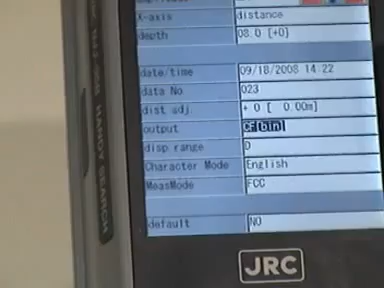 X-axis distance
depth 08.0 [+0]
date/time 09/18/2008 14:22
data No 023
dist adj. + 0 [ 0.00m]
output CF(bin)
disp range 0
Character Mode English
MeasMode FCC
default NO
JRC
HANDY SEARCH